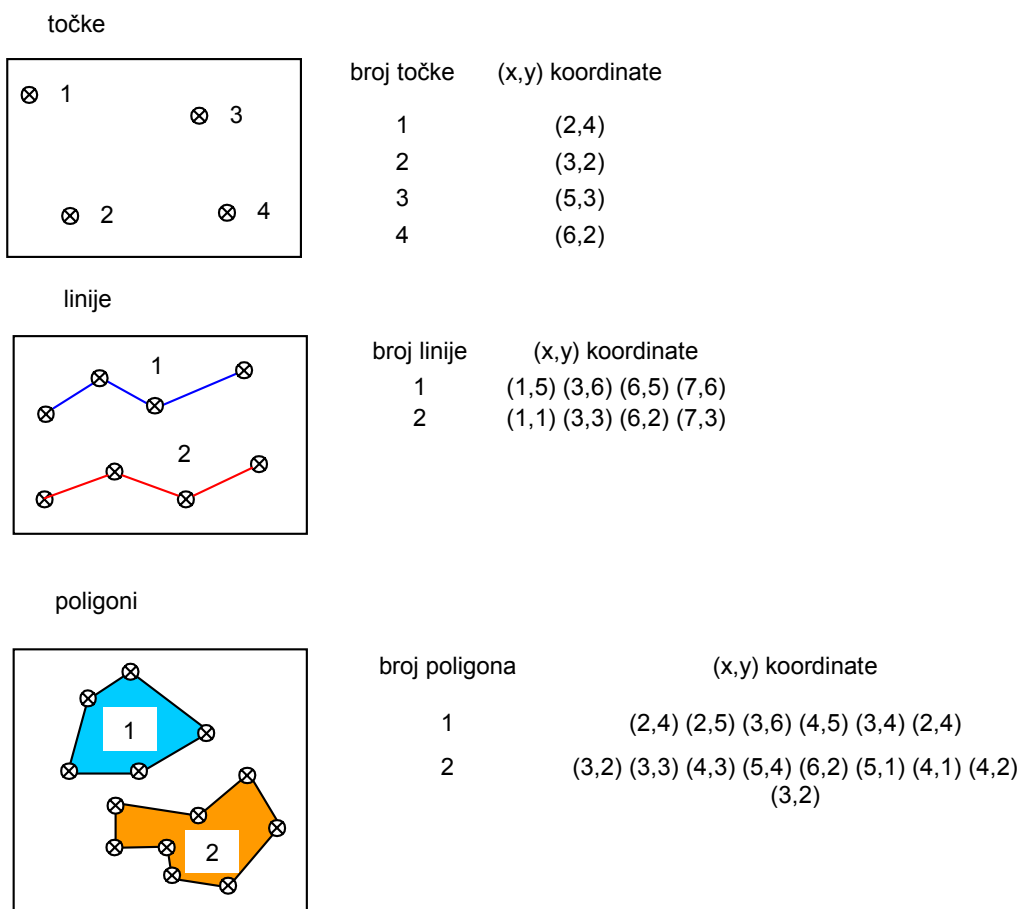 točke
1
3
2
4
broj točke (x,y) koordinate
1 (2,4)
2 (3,2)
3 (5,3)
4 (6,2)
linije
1
2
broj linije (x,y) koordinate
1 (1,5) (3,6) (6,5) (7,6)
2 (1,1) (3,3) (6,2) (7,3)
poligoni
1
2
broj poligona (x,y) koordinate
1 (2,4) (2,5) (3,6) (4,5) (3,4) (2,4)
2 (3,2) (3,3) (4,3) (5,4) (6,2) (5,1) (4,1) (4,2)
(3,2)